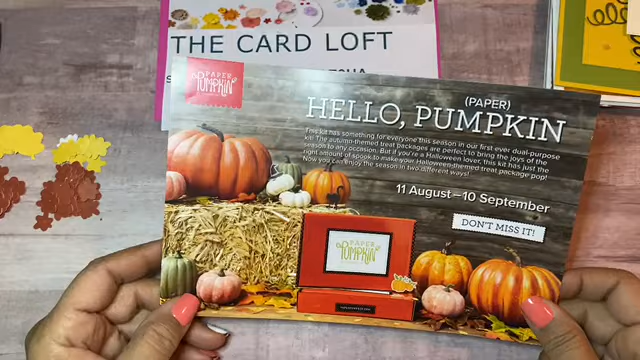 THE CARD LOFT
PAPER
PUMPKIN
HELLO, (PAPER) PUMPKIN
This kit has something for everyone this season in our first ever dual-purpose
kit! The autumn-themed treat packages are perfect to bring the joys of the
season to any occasion. But if you're a Halloween lover, this kit has just the
right amount of spook to make your Halloween-themed treat package pop!
Now you can enjoy the season in two different ways!
11 August—10 September
DON'T MISS IT!
PAPER
PUMPKIN